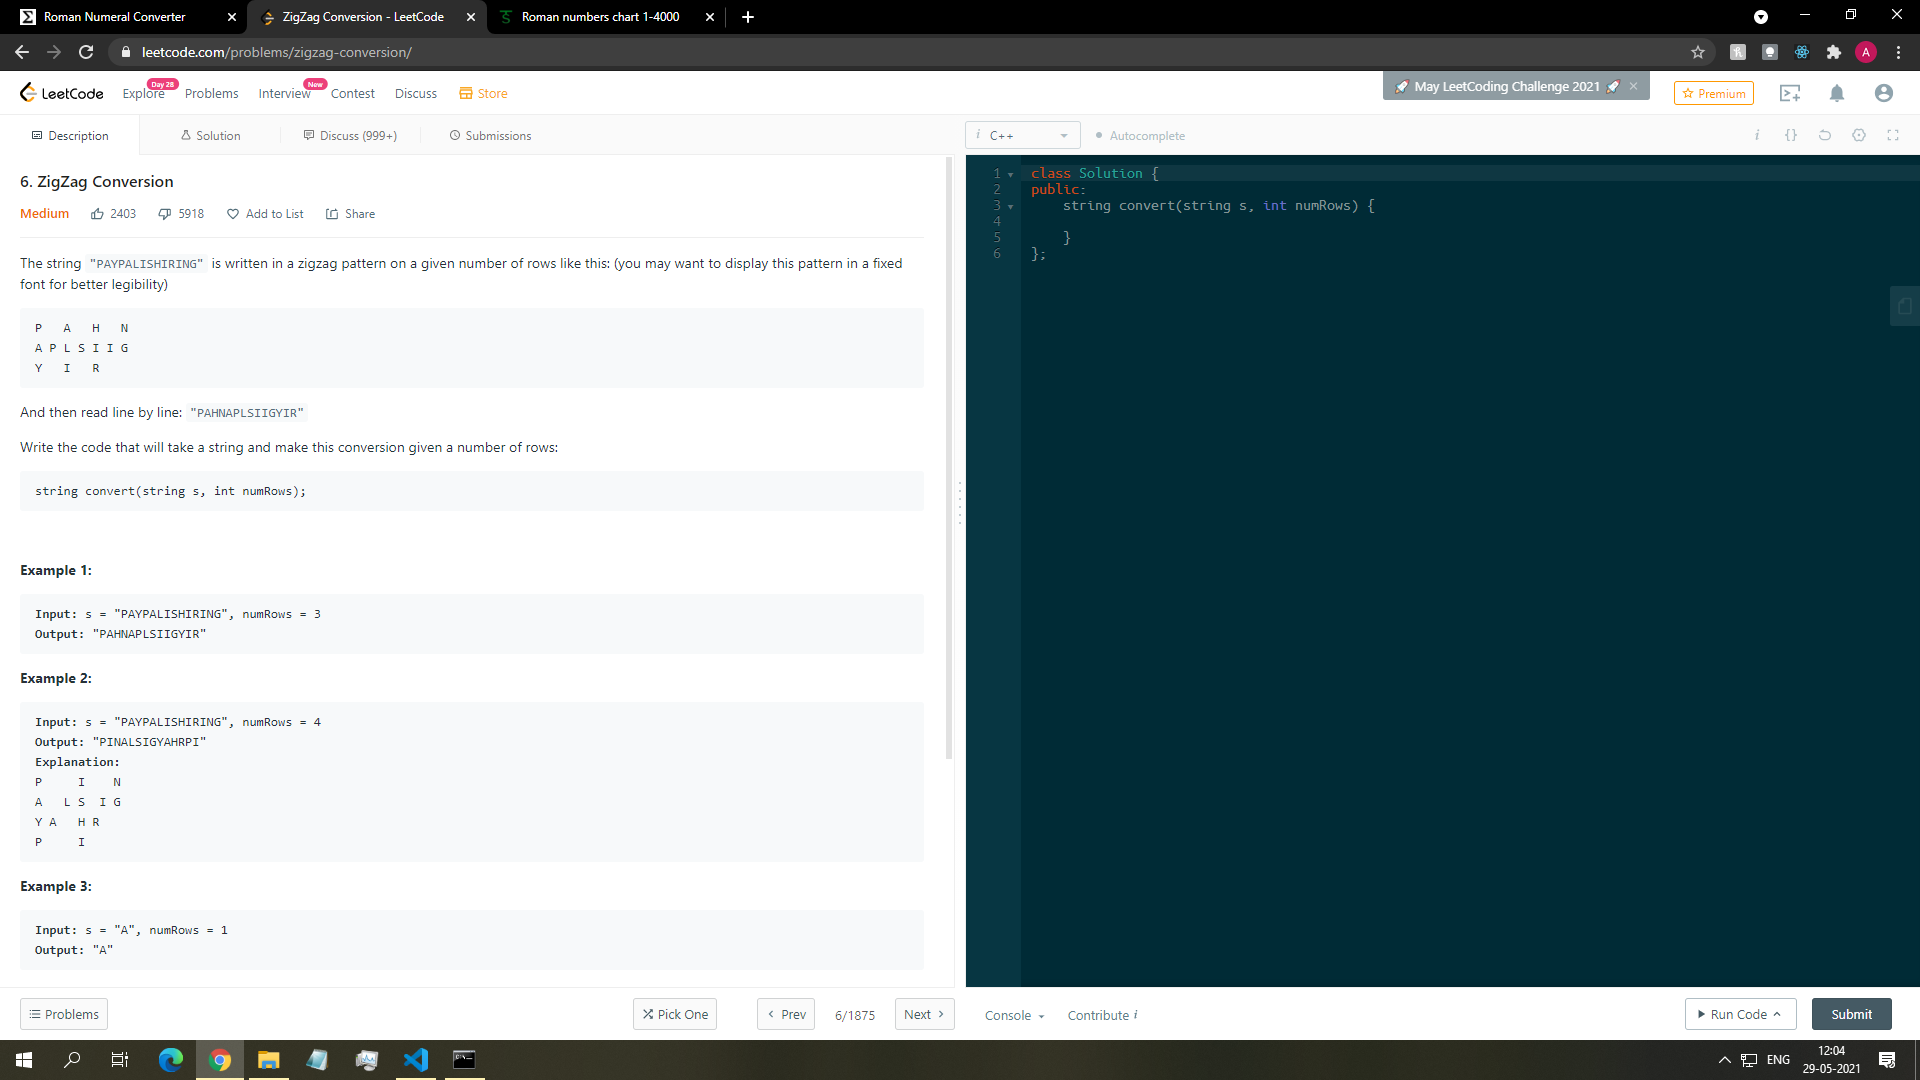 Roman Numeral Converter
ZigZag Conversion - LeetCode
Roman numbers chart 1-4000
leetcode.com/problems/zigzag-conversion/
A
LeetCode
Explore
Day 28
Problems
Interview
New
Contest
Discuss
Store
🚀 May LeetCoding Challenge 2021 🚀
Premium
Description
Solution
Discuss (999+)
Submissions
i C++
Autocomplete
i {}
6. ZigZag Conversion
Medium 2403 5918 Add to List Share
The string "PAYPALISHIRING" is written in a zigzag pattern on a given number of rows like this: (you may want to display this pattern in a fixed
font for better legibility)
P   A   H   N
A P L S I I G
Y   I   R
And then read line by line: "PAHNAPLSIIGYIR"
Write the code that will take a string and make this conversion given a number of rows:
string convert(string s, int numRows);
Example 1:
Input: s = "PAYPALISHIRING", numRows = 3
Output: "PAHNAPLSIIGYIR"
Example 2:
Input: s = "PAYPALISHIRING", numRows = 4
Output: "PINALSIGYAHRPI"
Explanation:
P     I    N
A   L S  I G
Y A   H R
P     I
Example 3:
Input: s = "A", numRows = 1
Output: "A"
1 class Solution {
2 public:
3     string convert(string s, int numRows) {
4
5     }
6 };
Problems
Pick One
Prev
6/1875
Next
Console
Contribute i
Run Code
Submit
ENG
12:04
29-05-2021